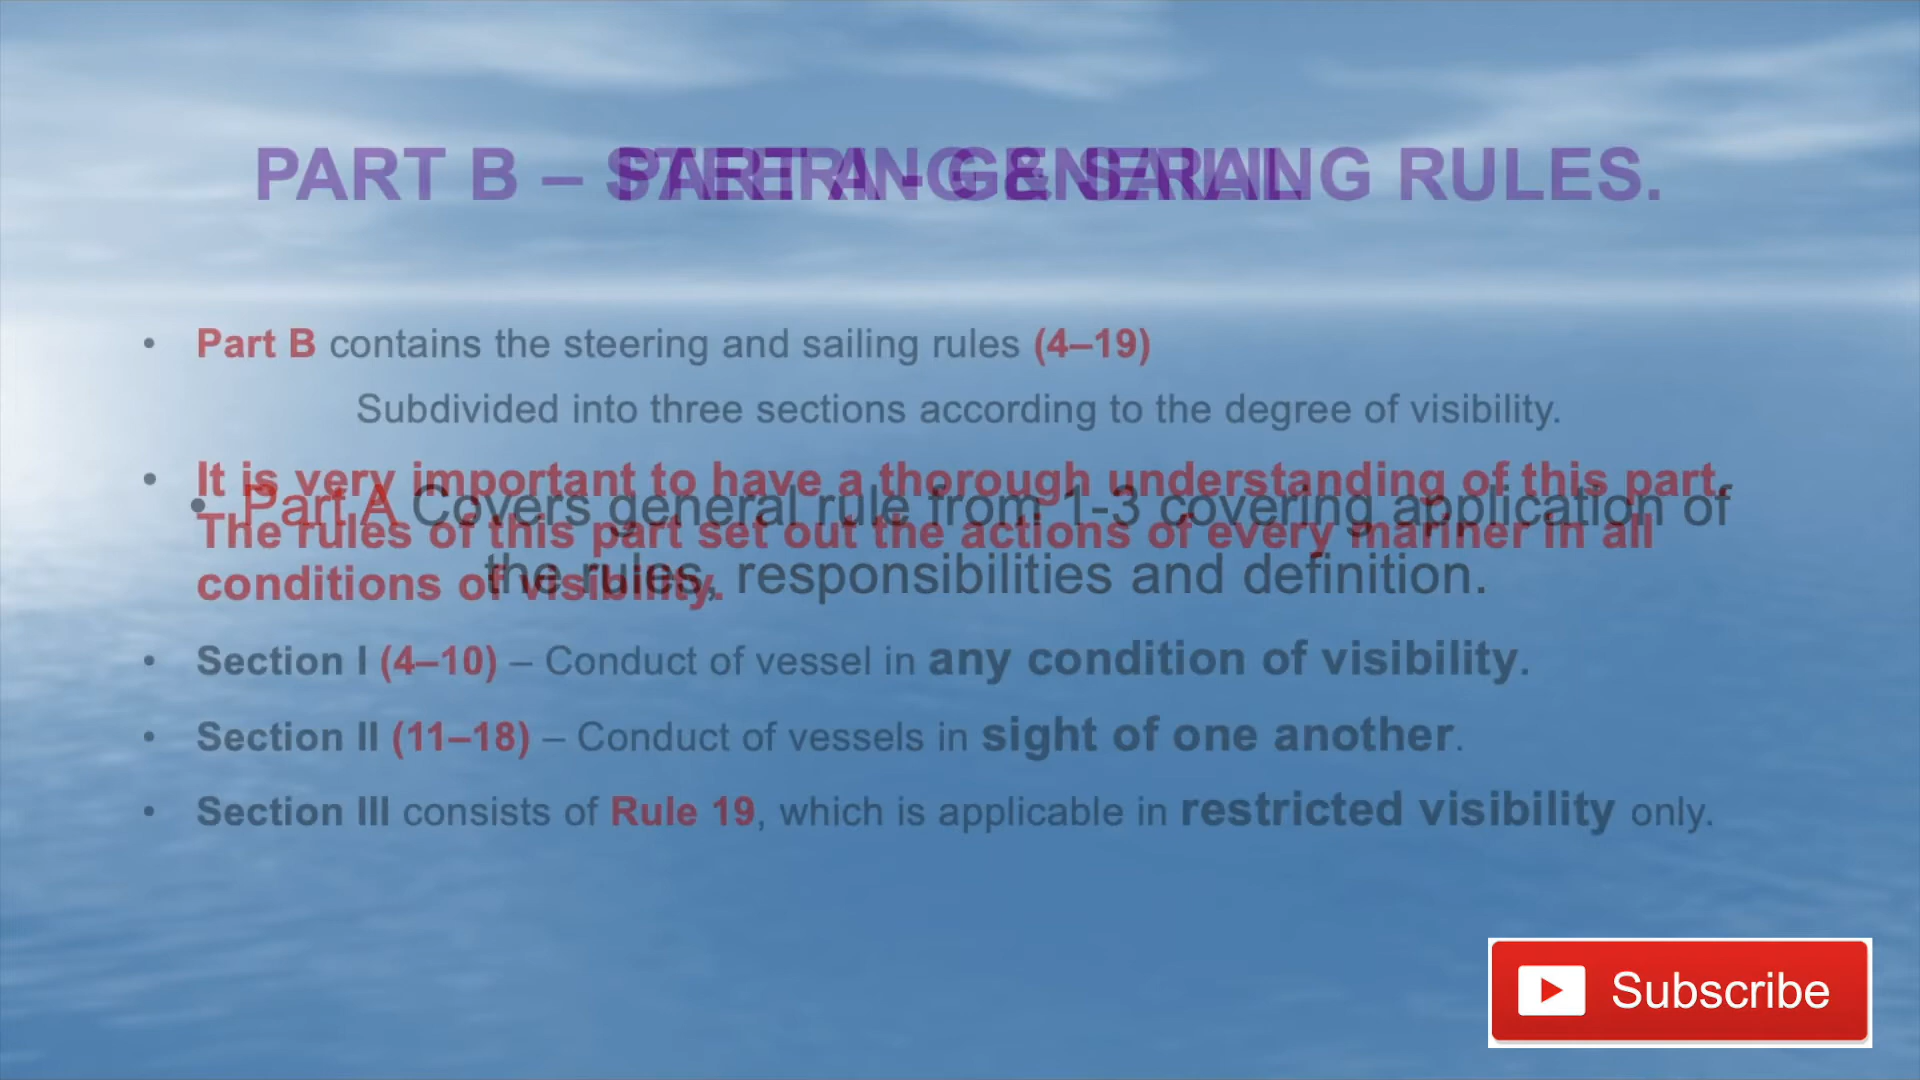 PART B – STEERING & SAILING RULES.
PART A - GENERAL
• Part B contains the steering and sailing rules (4–19)
Subdivided into three sections according to the degree of visibility.
• It is very important to have a thorough understanding of this part.
The rules of this part set out the actions of every mariner in all
conditions of visibility.
• Part A Covers general rule from 1-3 covering application of
the rules, responsibilities and definition.
• Section I (4–10) – Conduct of vessel in any condition of visibility.
• Section II (11–18) – Conduct of vessels in sight of one another.
• Section III consists of Rule 19, which is applicable in restricted visibility only.
Subscribe